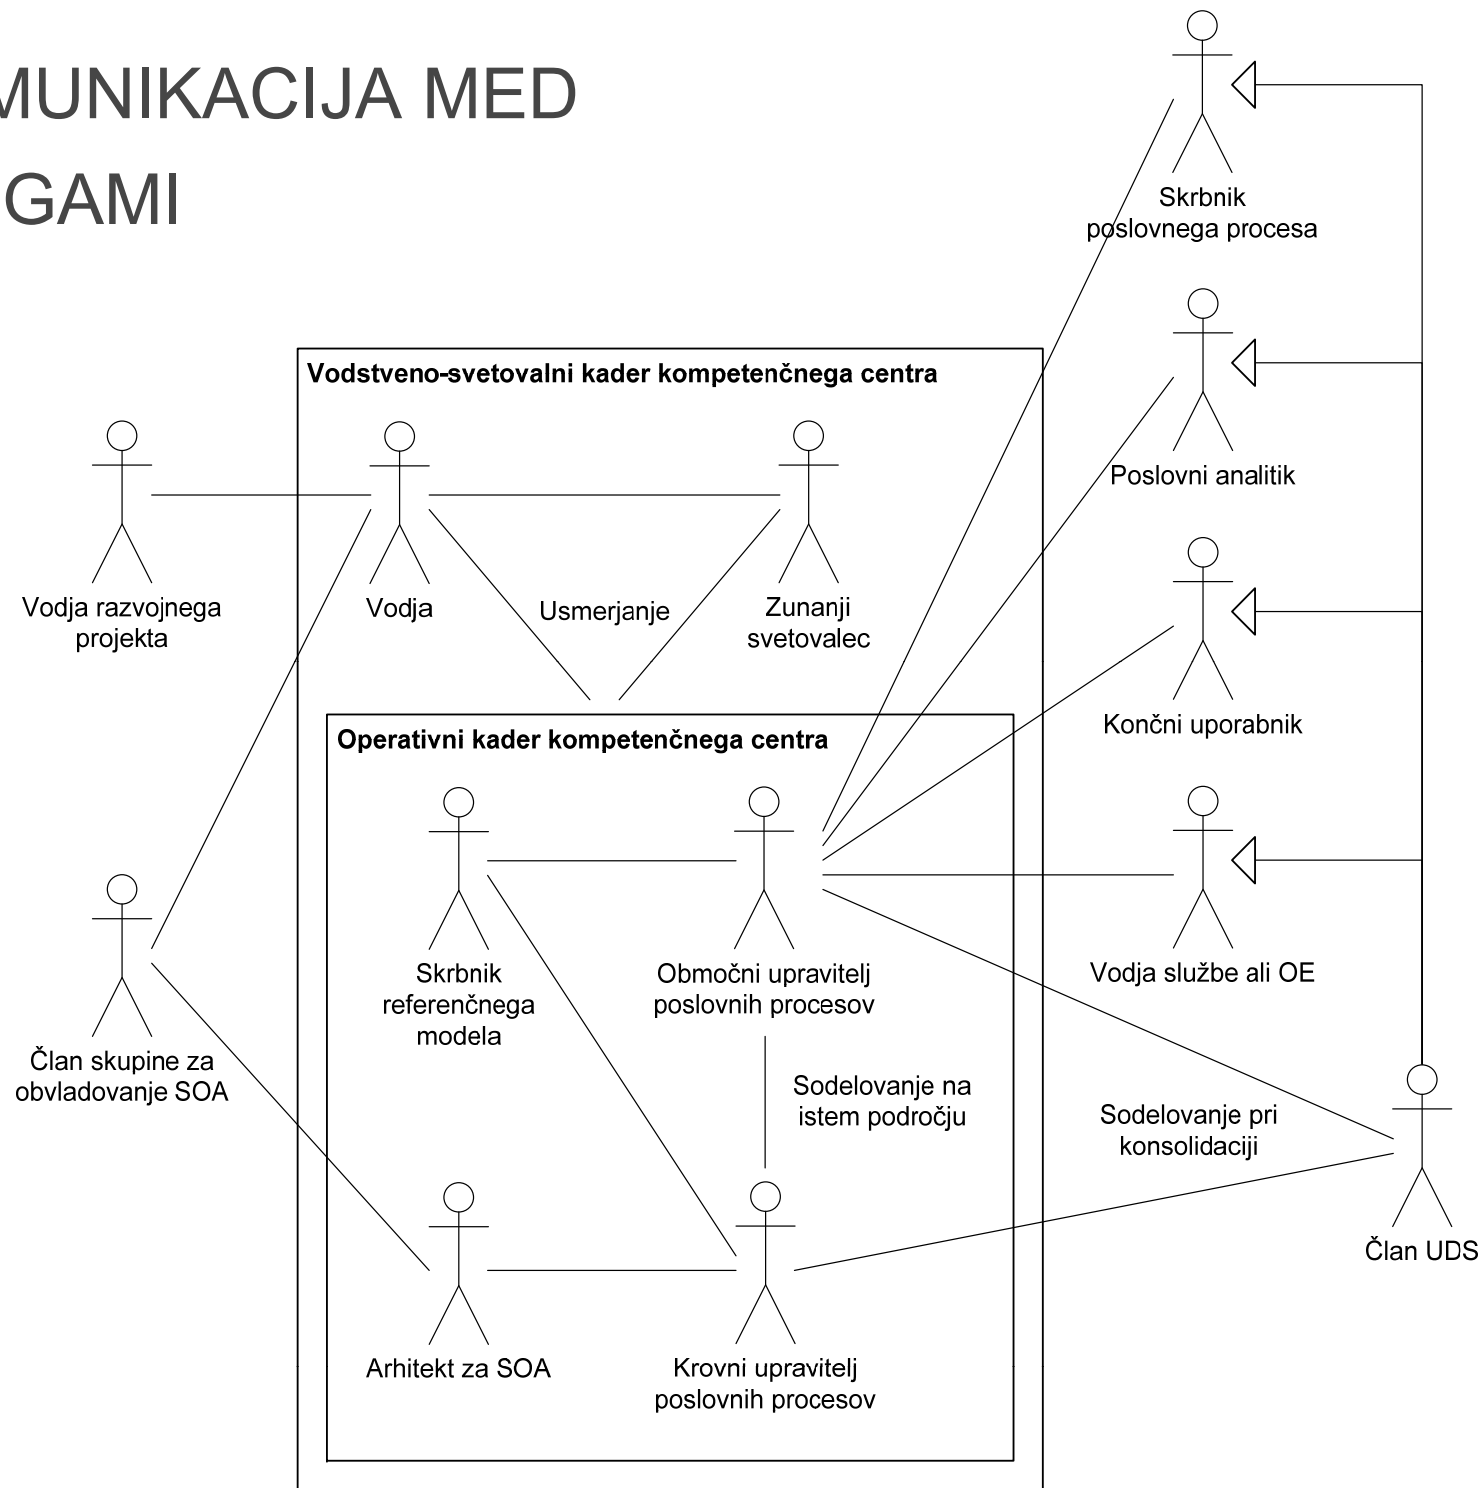 MUNIKACIJA MED
GAMI
Skrbnik
poslovnega procesa
Poslovni analitik
Vodstveno-svetovalni kader kompetenčnega centra
Vodja razvojnega
projekta
Vodja
Usmerjanje
Zunanji
svetovalec
Končni uporabnik
Operativni kader kompetenčnega centra
Skrbnik
referenčnega
modela
Območni upravitelj
poslovnih procesov
Vodja službe ali OE
Član skupine za
obvladovanje SOA
Sodelovanje na
istem področju
Sodelovanje pri
konsolidaciji
Član UDS
Arhitekt za SOA
Krovni upravitelj
poslovnih procesov